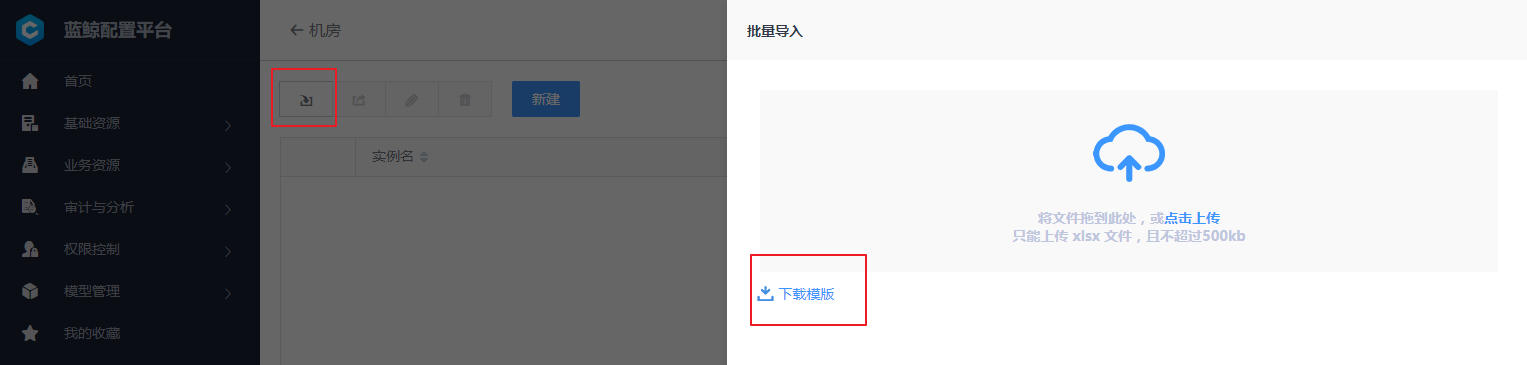 蓝鲸配置平台
首页
基础资源
业务资源
审计与分析
权限控制
模型管理
我的收藏
机房
新建
实例名
批量导入
将文件拖到此处，或点击上传
只能上传 xlsx 文件，且不超过500kb
下载模版